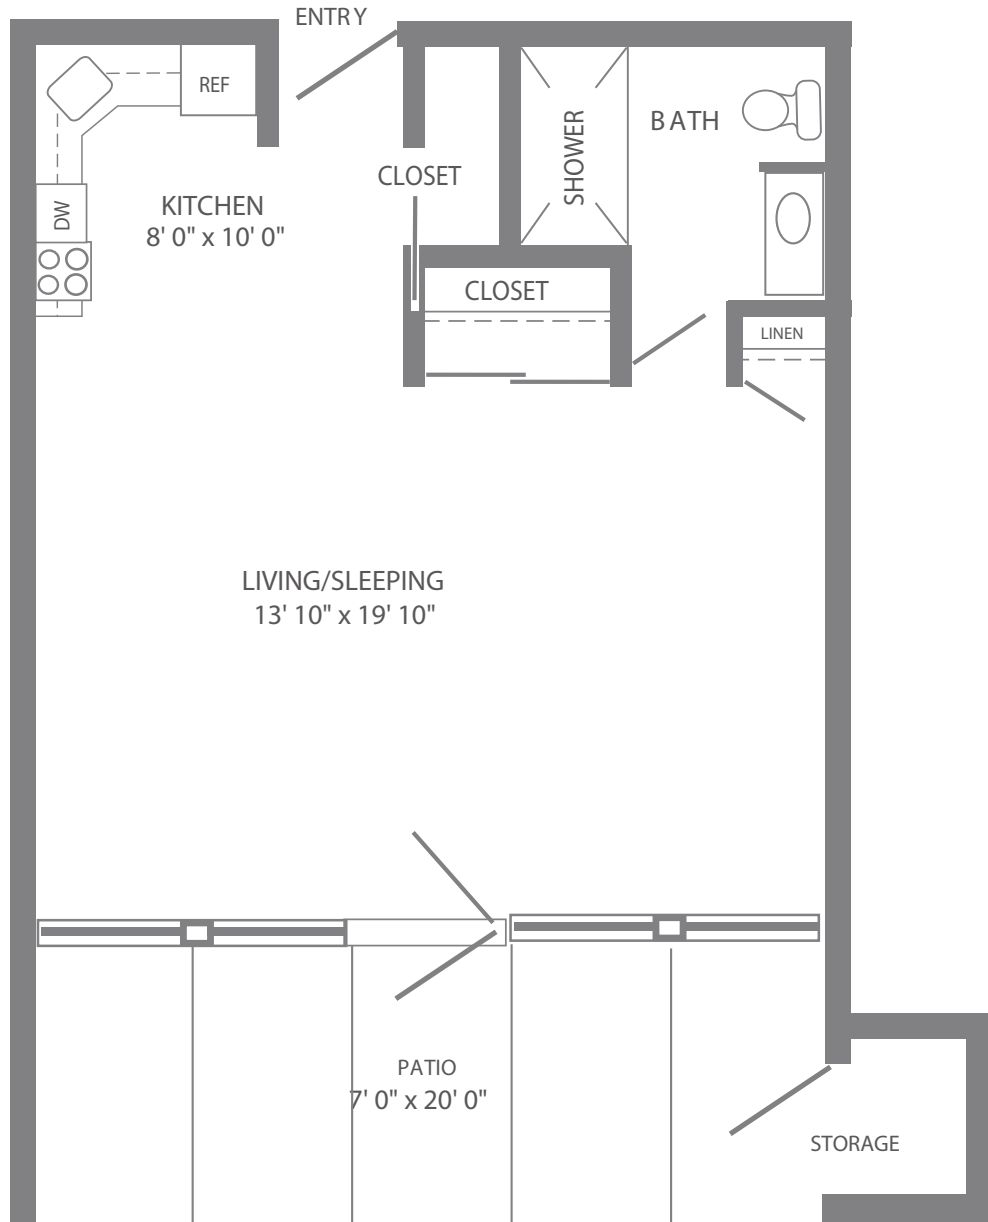 ENTRY
REF
BATH
SHOWER
CLOSET
KITCHEN
8' 0" x 10' 0"
DW
CLOSET
LINEN
LIVING/SLEEPING
13' 10" x 19' 10"
PATIO
7' 0" x 20' 0"
STORAGE